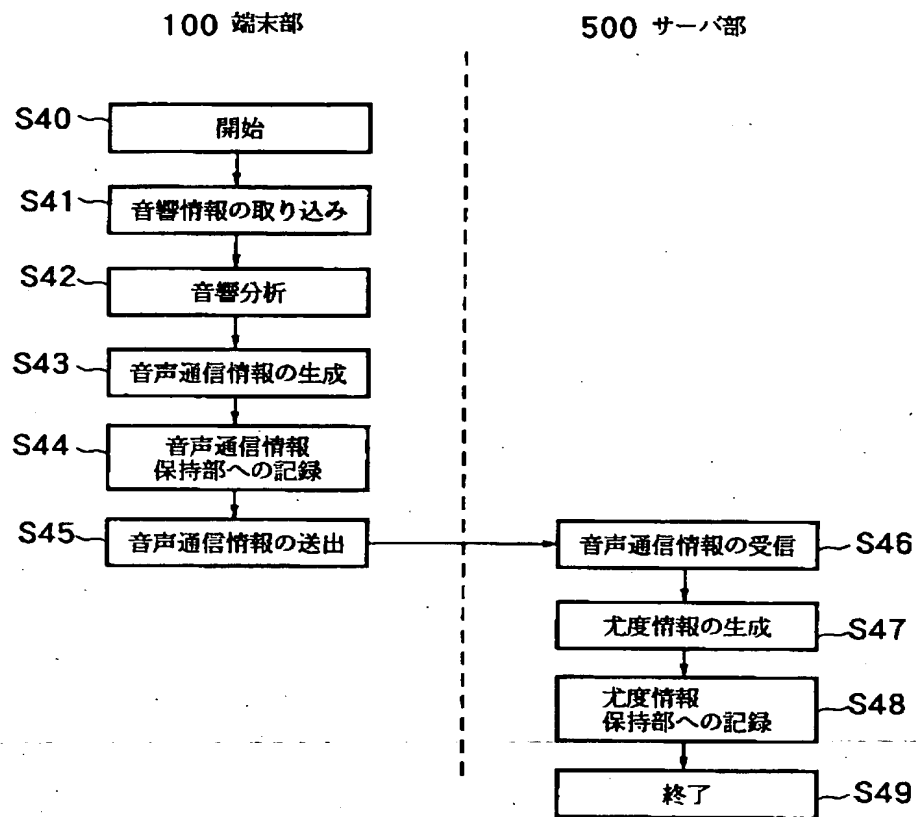 100 端末部
500 サーバ部
S40
開始
S41
音響情報の取り込み
S42
音響分析
S43
音声通信情報の生成
S44
音声通信情報
保持部への記録
S45
音声通信情報の送出
音声通信情報の受信
S46
尤度情報の生成
S47
尤度情報
保持部への記録
S48
終了
S49